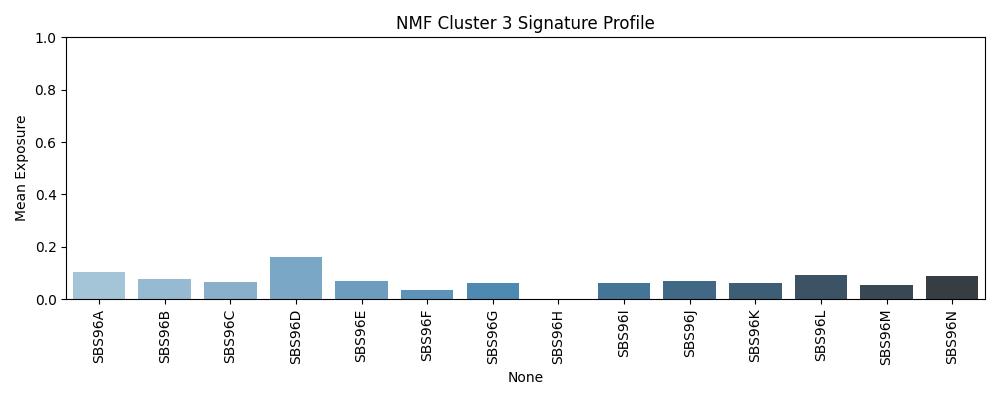 NMF Cluster 3 Signature Profile
1.0
0.8
0.6
0.4
0.2
0.0
Mean Exposure
SBS96A
SBS96B
SBS96C
SBS96D
SBS96E
SBS96F
SBS96G
SBS96H
SBS96I
SBS96J
SBS96K
SBS96L
SBS96M
SBS96N
None